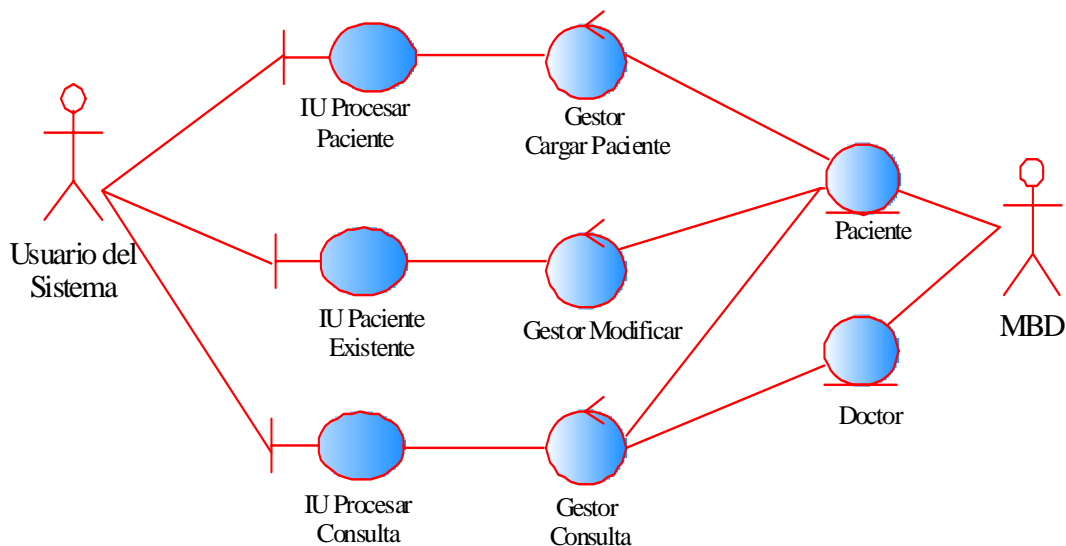 IU Procesar
Paciente
Gestor
Cargar Paciente
Usuario del
Sistema
Paciente
IU Paciente
Existente
Gestor Modificar
MBD
Doctor
IU Procesar
Consulta
Gestor
Consulta